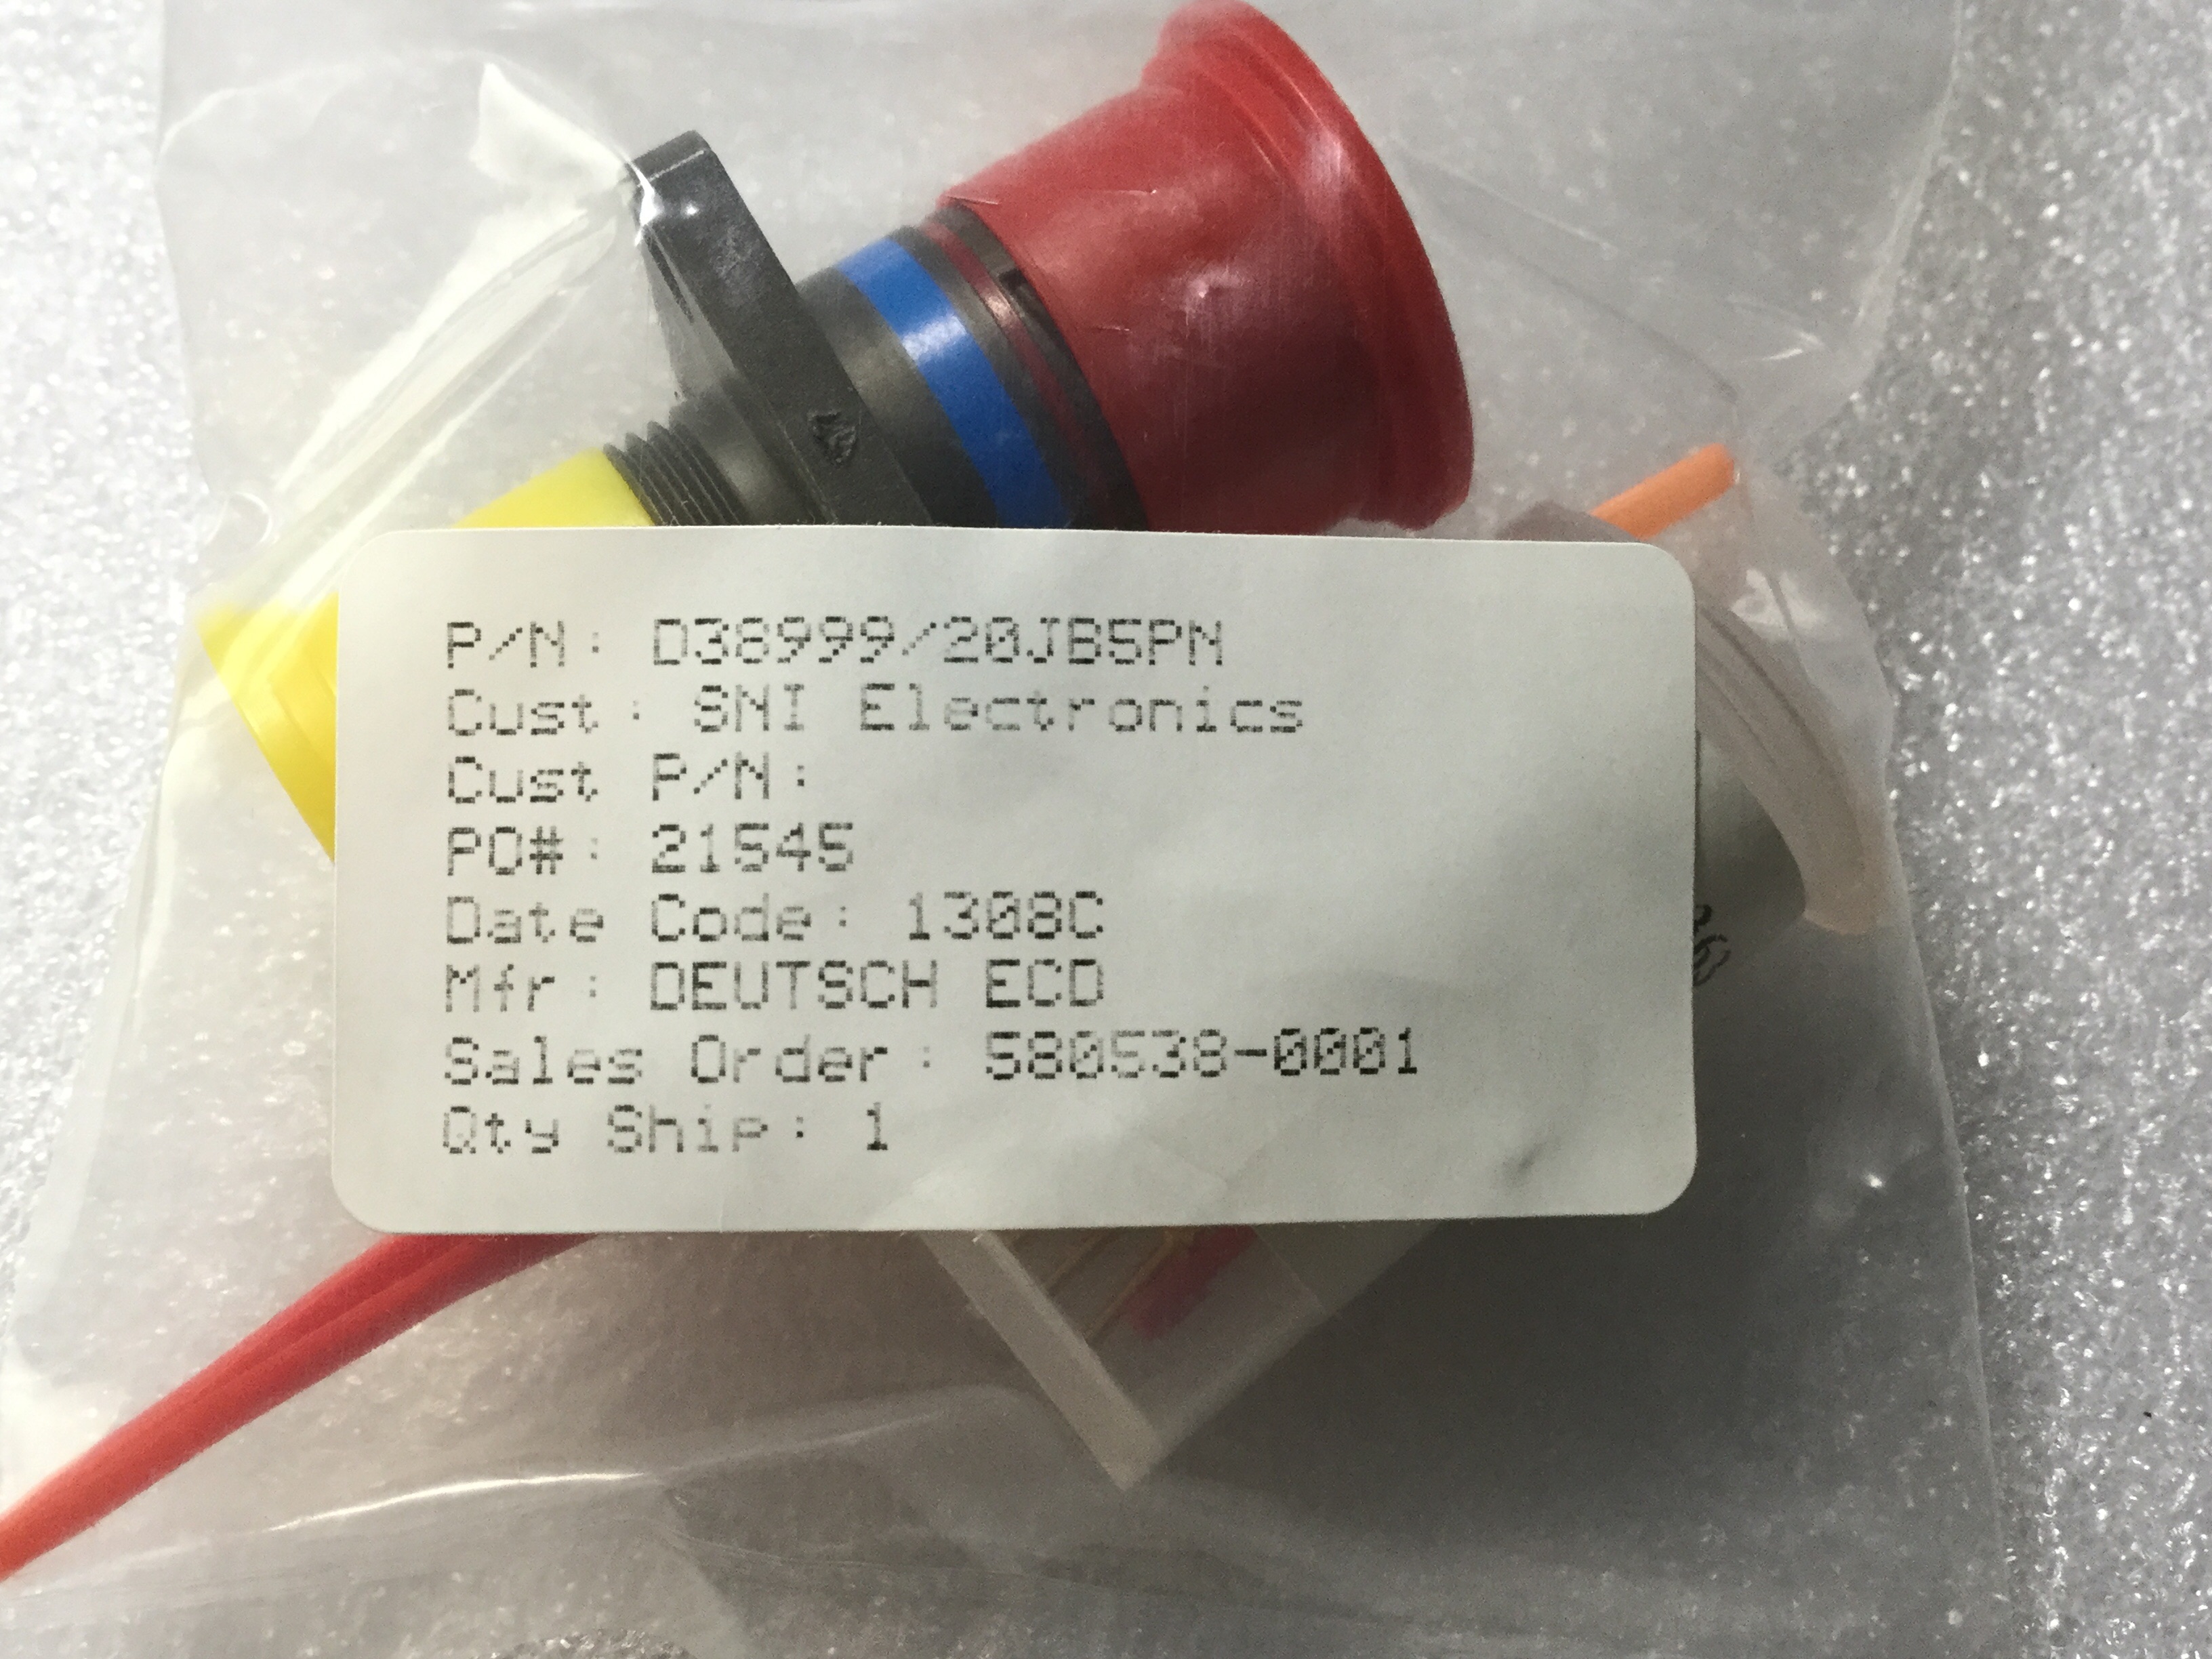 P/N: D38999/20JB5PN
Cust: SNI Electronics
Cust P/N:
PO#: 21545
Date Code: 1308C
Mfr: DEUTSCH ECD
Sales Order: 580538-0001
Qty Ship: 1